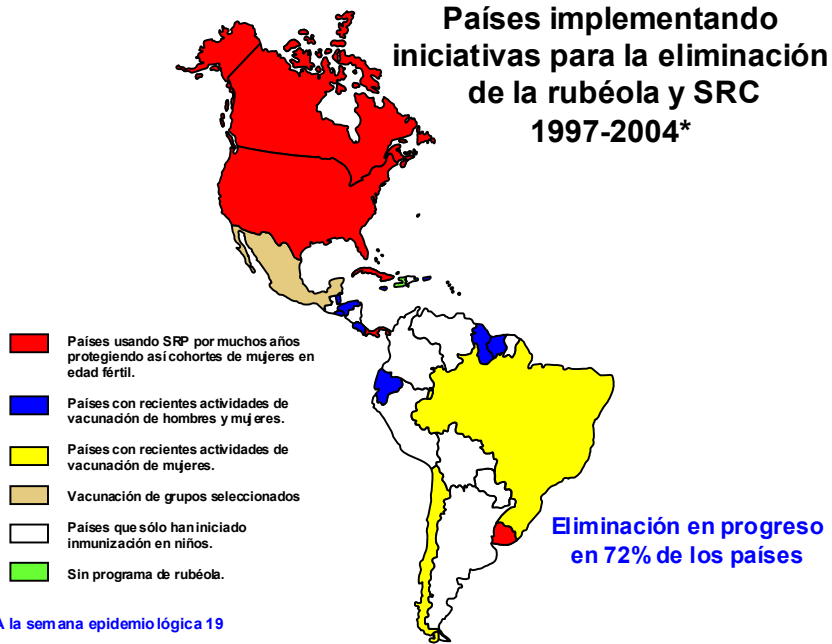 Países implementando
iniciativas para la eliminación
de la rubéola y SRC
1997-2004*
Países usando SRP por muchos años
protegiendo así cohortes de mujeres en
edad fértil.
Países con recientes actividades de
vacunación de hombres y mujeres.
Países con recientes actividades de
vacunación de mujeres.
Vacunación de grupos seleccionados
Países que sólo han iniciado
inmunización en niños.
Sin programa de rubéola.
Eliminación en progreso
en 72% de los países
A la semana epidemiológica 19